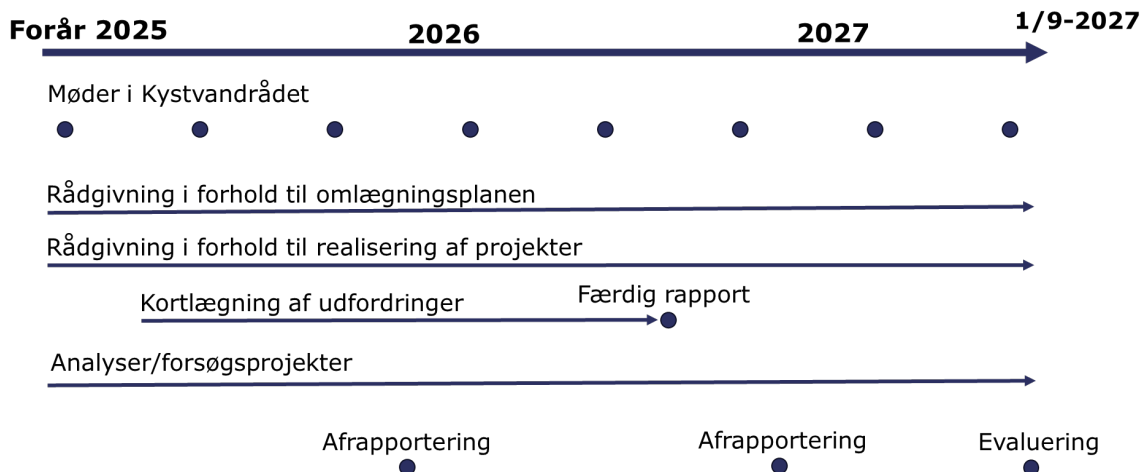 Forår 2025
2026
2027
1/9-2027
Møder i Kystvandrådet
Rådgivning i forhold til omlægningsplanen
Rådgivning i forhold til realisering af projekter
Kortlægning af udfordringer
Færdig rapport
Analyser/forsøgsprojekter
Afrapportering
Afrapportering
Evaluering